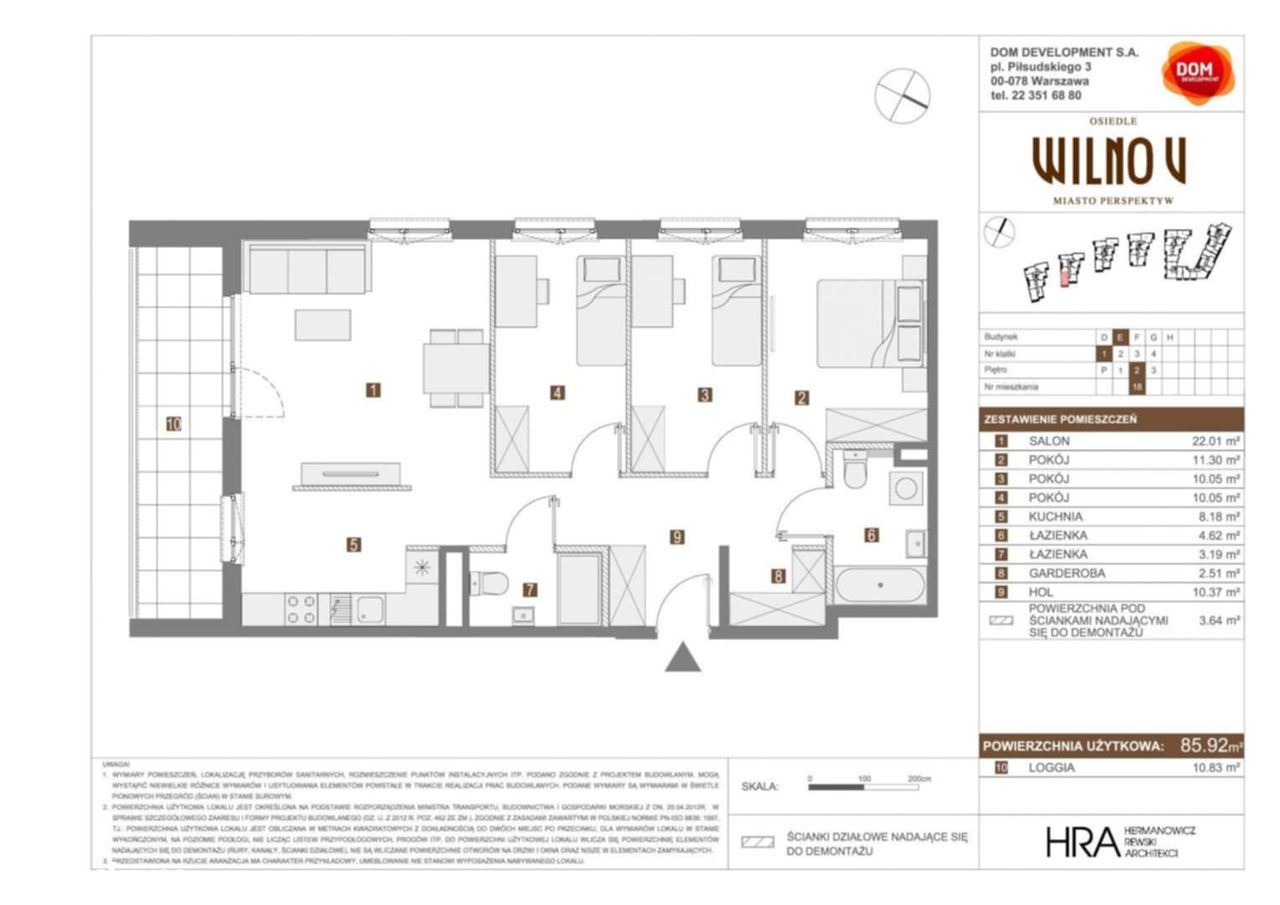 DOM DEVELOPMENT S.A.
pl. Piłsudskiego 3
00-078 Warszawa
tel. 22 351 68 80
DOM
DEVELOPMENT
OSIEDLE
WILNO V
MIASTO PERSPEKTYW
Budynek D E F G H
Nr klatki 1 2 3 4
Piętro P 1 2 3
Nr mieszkania 18
ZESTAWIENIE POMIESZCZEŃ
1 SALON 22.01 m²
2 POKÓJ 11.30 m²
3 POKÓJ 10.05 m²
4 POKÓJ 10.05 m²
5 KUCHNIA 8.18 m²
6 ŁAZIENKA 4.62 m²
7 ŁAZIENKA 3.19 m²
8 GARDEROBA 2.51 m²
9 HOL 10.37 m²
POWIERZCHNIA POD
ŚCIANKAMI NADAJĄCYMI 3.64 m²
SIĘ DO DEMONTAŻU
POWIERZCHNIA UŻYTKOWA: 85.92m²
10 LOGGIA 10.83 m²
1
4
3
2
10
5
9
6
7
8
UWAGA!
1. WYMIARY POMIESZCZEŃ, LOKALIZACJĘ PRZYBORÓW SANITARNYCH, ROZMIESZCZENIE PUNKTÓW INSTALACYJNYCH ITP. PODANO ZGODNIE Z PROJEKTEM BUDOWLANYM. MOGĄ
WYSTĄPIĆ NIEWIELKIE RÓŻNICE WYMIARÓW I USYTUOWANIA ELEMENTÓW POWSTAŁE W TRAKCIE REALIZACJI PRAC BUDOWLANYCH. PODANE WYMIARY SĄ WYMIARAMI W ŚWIETLE
PIONOWYCH PRZEGRÓD (ŚCIAN) W STANIE SUROWYM.
2. POWIERZCHNIA UŻYTKOWA LOKALU JEST OKREŚLONA NA PODSTAWIE ROZPORZĄDZENIA MINISTRA TRANSPORTU, BUDOWNICTWA I GOSPODARKI MORSKIEJ Z DN. 25.04.2012R. W
SPRAWIE SZCZEGÓŁOWEGO ZAKRESU I FORMY PROJEKTU BUDOWLANEGO (DZ. U. Z 2012 R. POZ. 462 ZE ZM.), ZGODNIE Z ZASADAMI ZAWARTYMI W POLSKIEJ NORMIE PN-ISO 9836: 1997,
TJ.: POWIERZCHNIA UŻYTKOWA LOKALU JEST OBLICZANA W METRACH KWADRATOWYCH Z DOKŁADNOŚCIĄ DO DWÓCH MIEJSC PO PRZECINKU, DLA WYMIARÓW LOKALU W STANIE
WYKOŃCZONYM, NA POZIOMIE PODŁOGI, NIE LICZĄC LISTEW PRZYPODŁOGOWYCH, PROGÓW ITP. DO POWIERZCHNI UŻYTKOWEJ LOKALU WLICZA SIĘ POWIERZCHNIĘ ELEMENTÓW
NADAJĄCYCH SIĘ DO DEMONTAŻU (RURY, KANAŁY, ŚCIANKI DZIAŁOWE), NIE SĄ WLICZANE POWIERZCHNIE OTWORÓW NA DRZWI I OKNA ORAZ NISZE W ELEMENTACH ZAMYKAJĄCYCH.
3. PRZEDSTAWIONA NA RZUCIE ARANŻACJA MA CHARAKTER PRZYKŁADOWY, UMEBLOWANIE NIE STANOWI WYPOSAŻENIA NABYWANEGO LOKALU.
SKALA: 0 100 200cm
ŚCIANKI DZIAŁOWE NADAJĄCE SIĘ
DO DEMONTAŻU
HRA
HERMANOWICZ
REWSKI
ARCHITEKCI